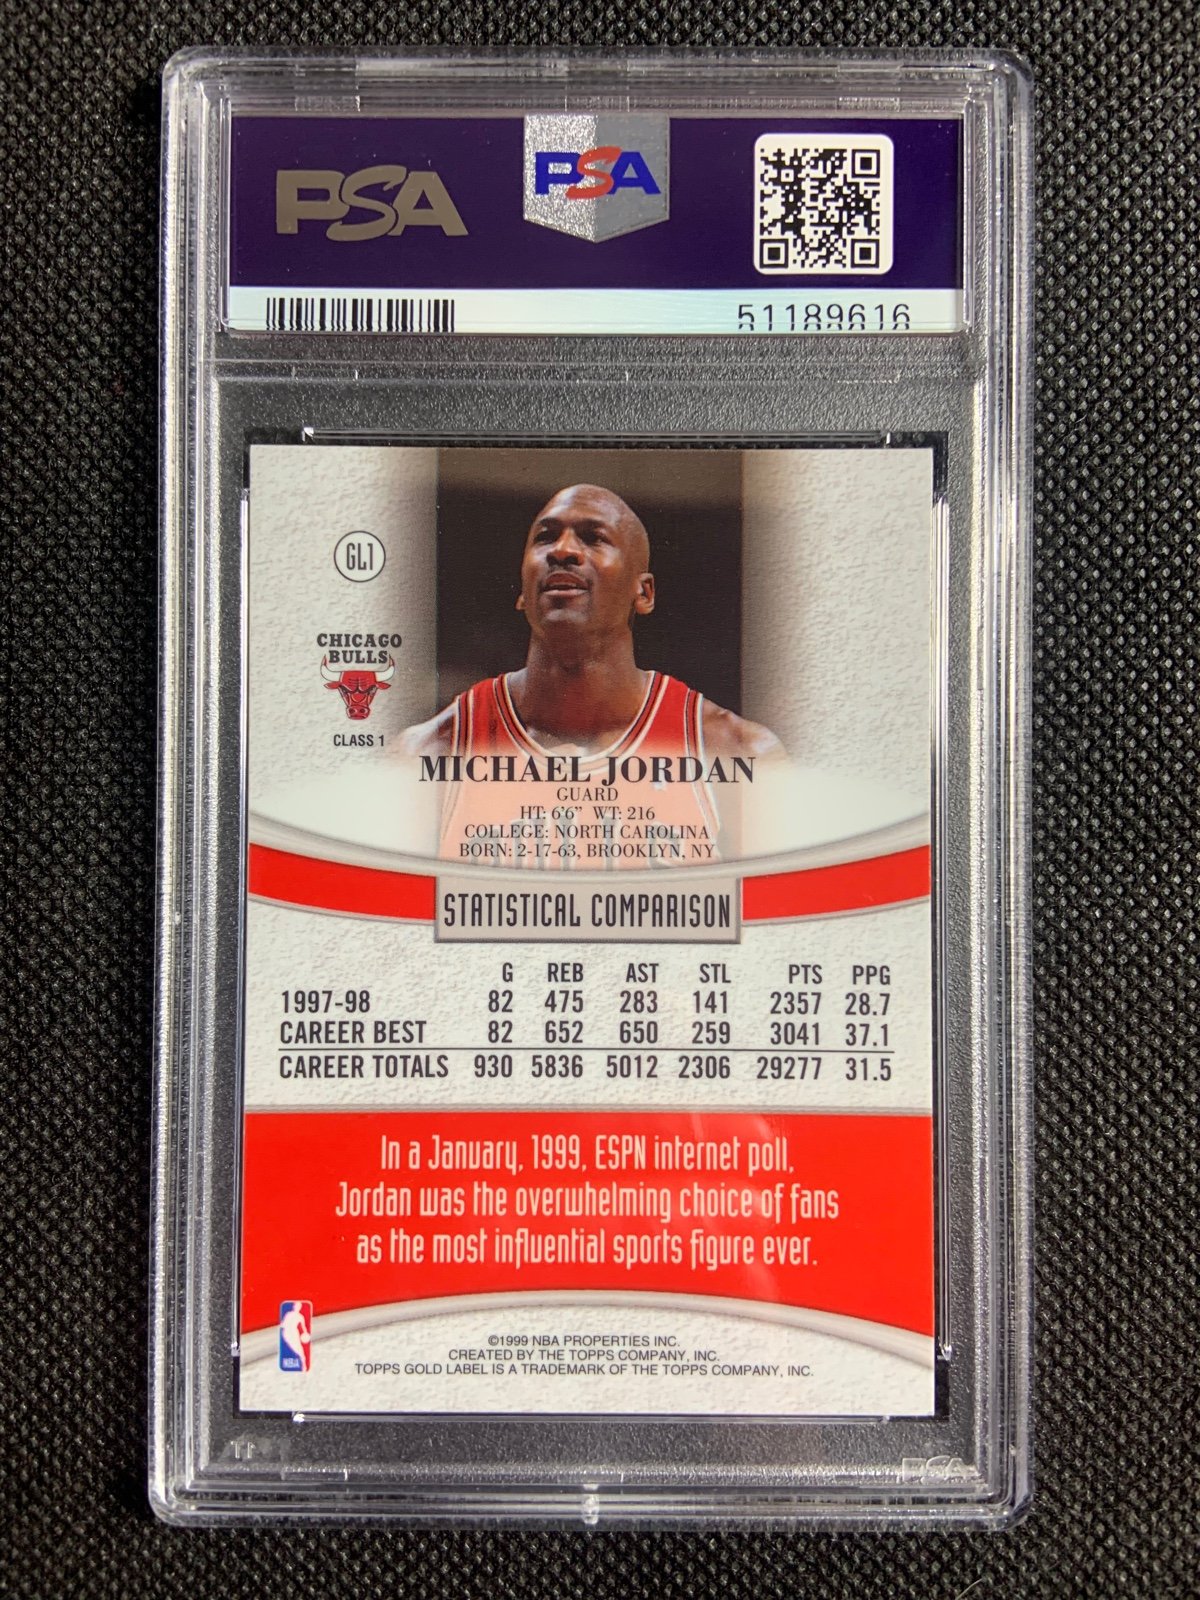 PSA
PSA
51189616
GL1
CHICAGO
BULLS
CLASS 1
MICHAEL JORDAN
GUARD
HT: 6'6" WT: 216
COLLEGE: NORTH CAROLINA
BORN: 2-17-63, BROOKLYN, NY
STATISTICAL COMPARISON
G REB AST STL PTS PPG
1997-98 82 475 283 141 2357 28.7
CAREER BEST 82 652 650 259 3041 37.1
CAREER TOTALS 930 5836 5012 2306 29277 31.5
In a January, 1999, ESPN internet poll,
Jordan was the overwhelming choice of fans
as the most influential sports figure ever.
NBA
©1999 NBA PROPERTIES INC.
CREATED BY THE TOPPS COMPANY, INC.
TOPPS GOLD LABEL IS A TRADEMARK OF THE TOPPS COMPANY, INC.
PSA